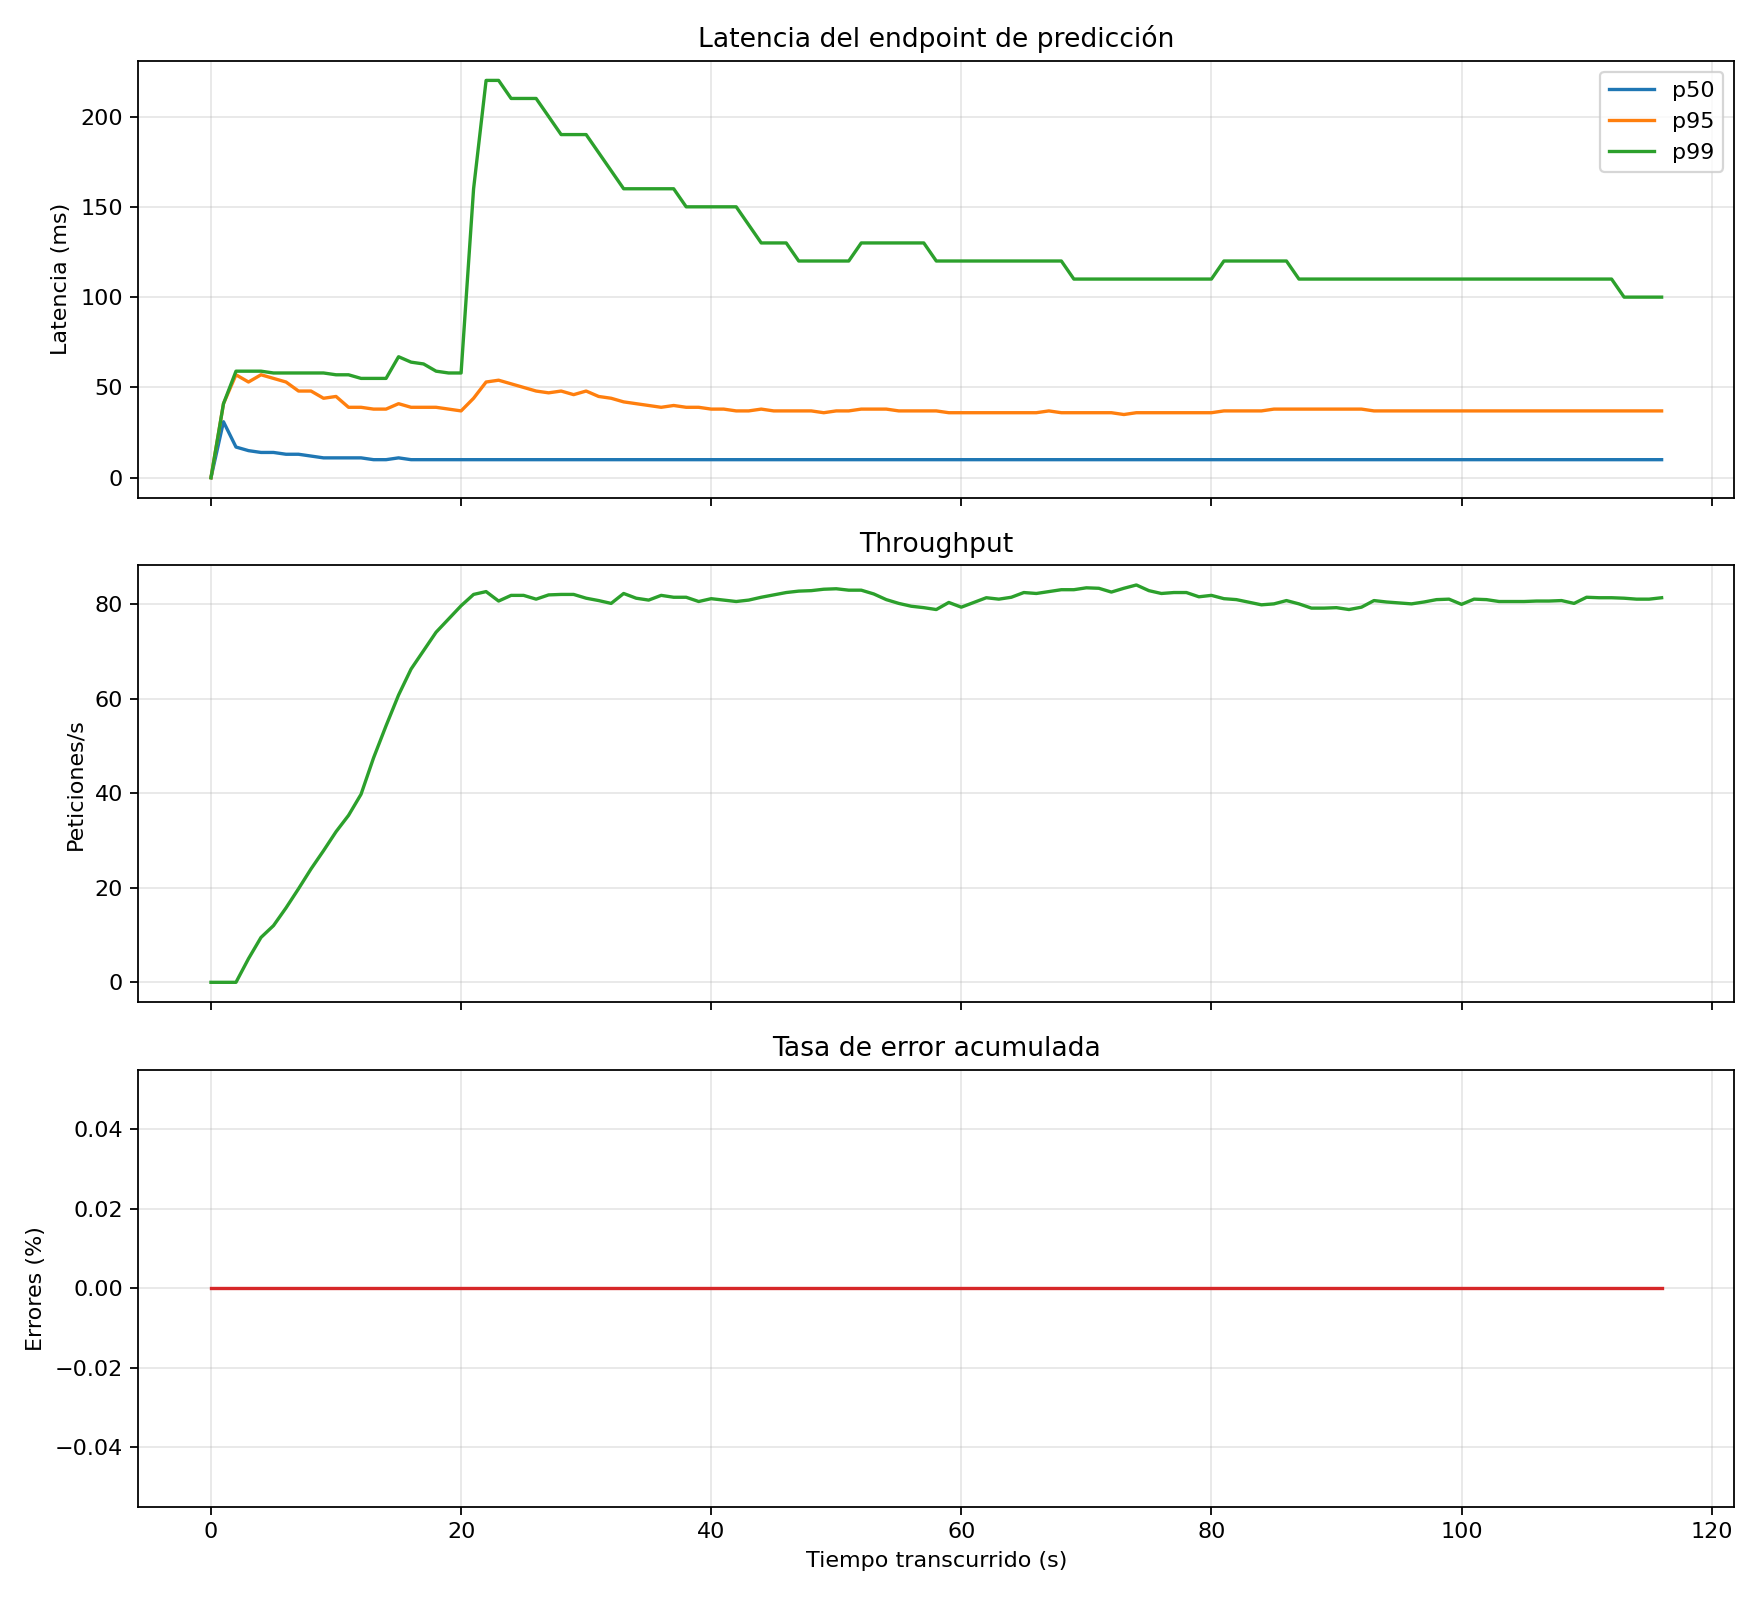 Latencia del endpoint de predicción
Latencia (ms)
200
150
100
50
0
p50
p95
p99
Throughput
Peticiones/s
80
60
40
20
0
Tasa de error acumulada
Errores (%)
0.04
0.02
0.00
−0.02
−0.04
0 20 40 60 80 100 120
Tiempo transcurrido (s)